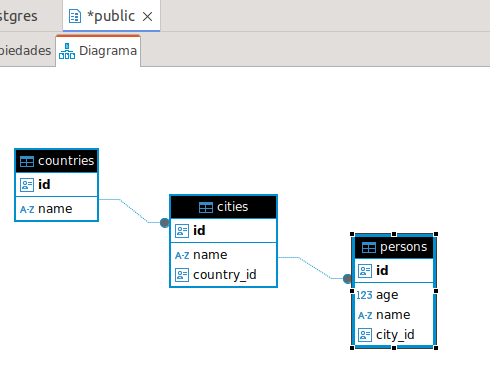 stgres
*public
piedades
Diagrama
countries
id
A-Z name
cities
id
A-Z name
country_id
persons
id
123 age
A-Z name
city_id